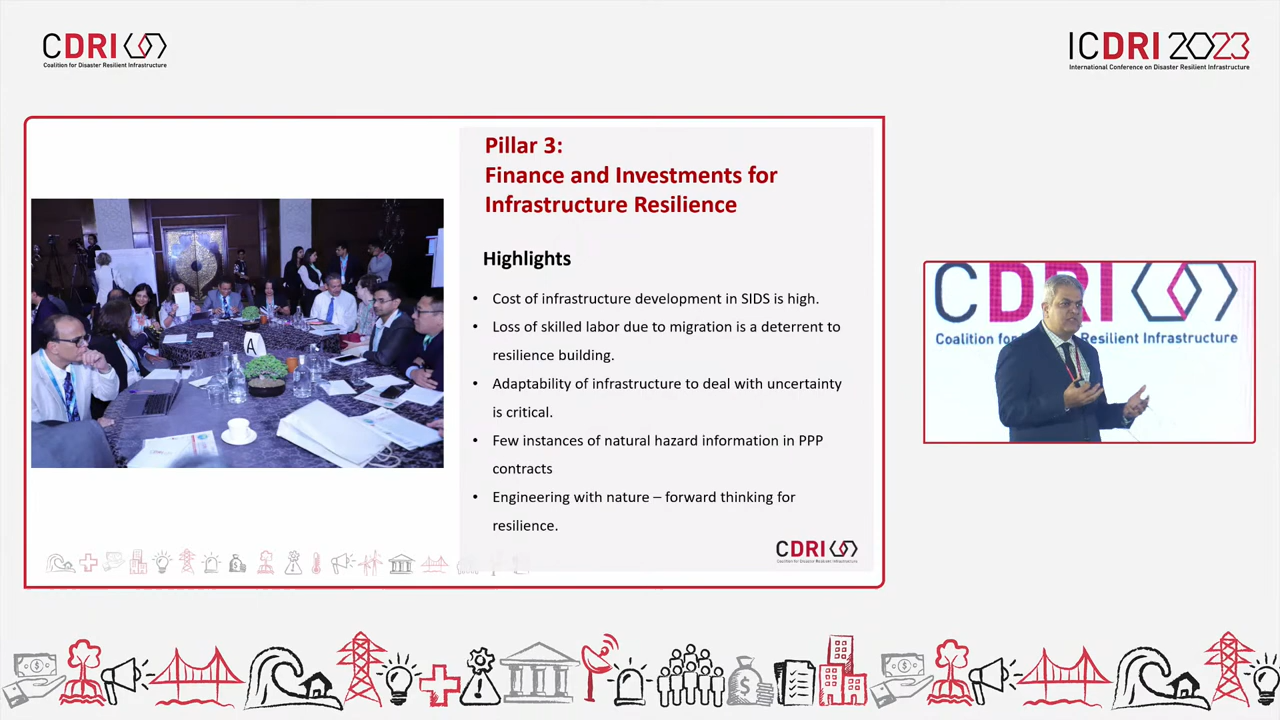 CDRI
Coalition for Disaster Resilient Infrastructure
ICDRI 2023
International Conference on Disaster Resilient Infrastructure
Pillar 3:
Finance and Investments for
Infrastructure Resilience
Highlights
• Cost of infrastructure development in SIDS is high.
• Loss of skilled labor due to migration is a deterrent to
resilience building.
• Adaptability of infrastructure to deal with uncertainty
is critical.
• Few instances of natural hazard information in PPP
contracts
• Engineering with nature – forward thinking for
resilience.
A
CDRI
Coalition for Disaster Resilient Infrastructure
CDRI
Coalition for Resilient Infrastructure